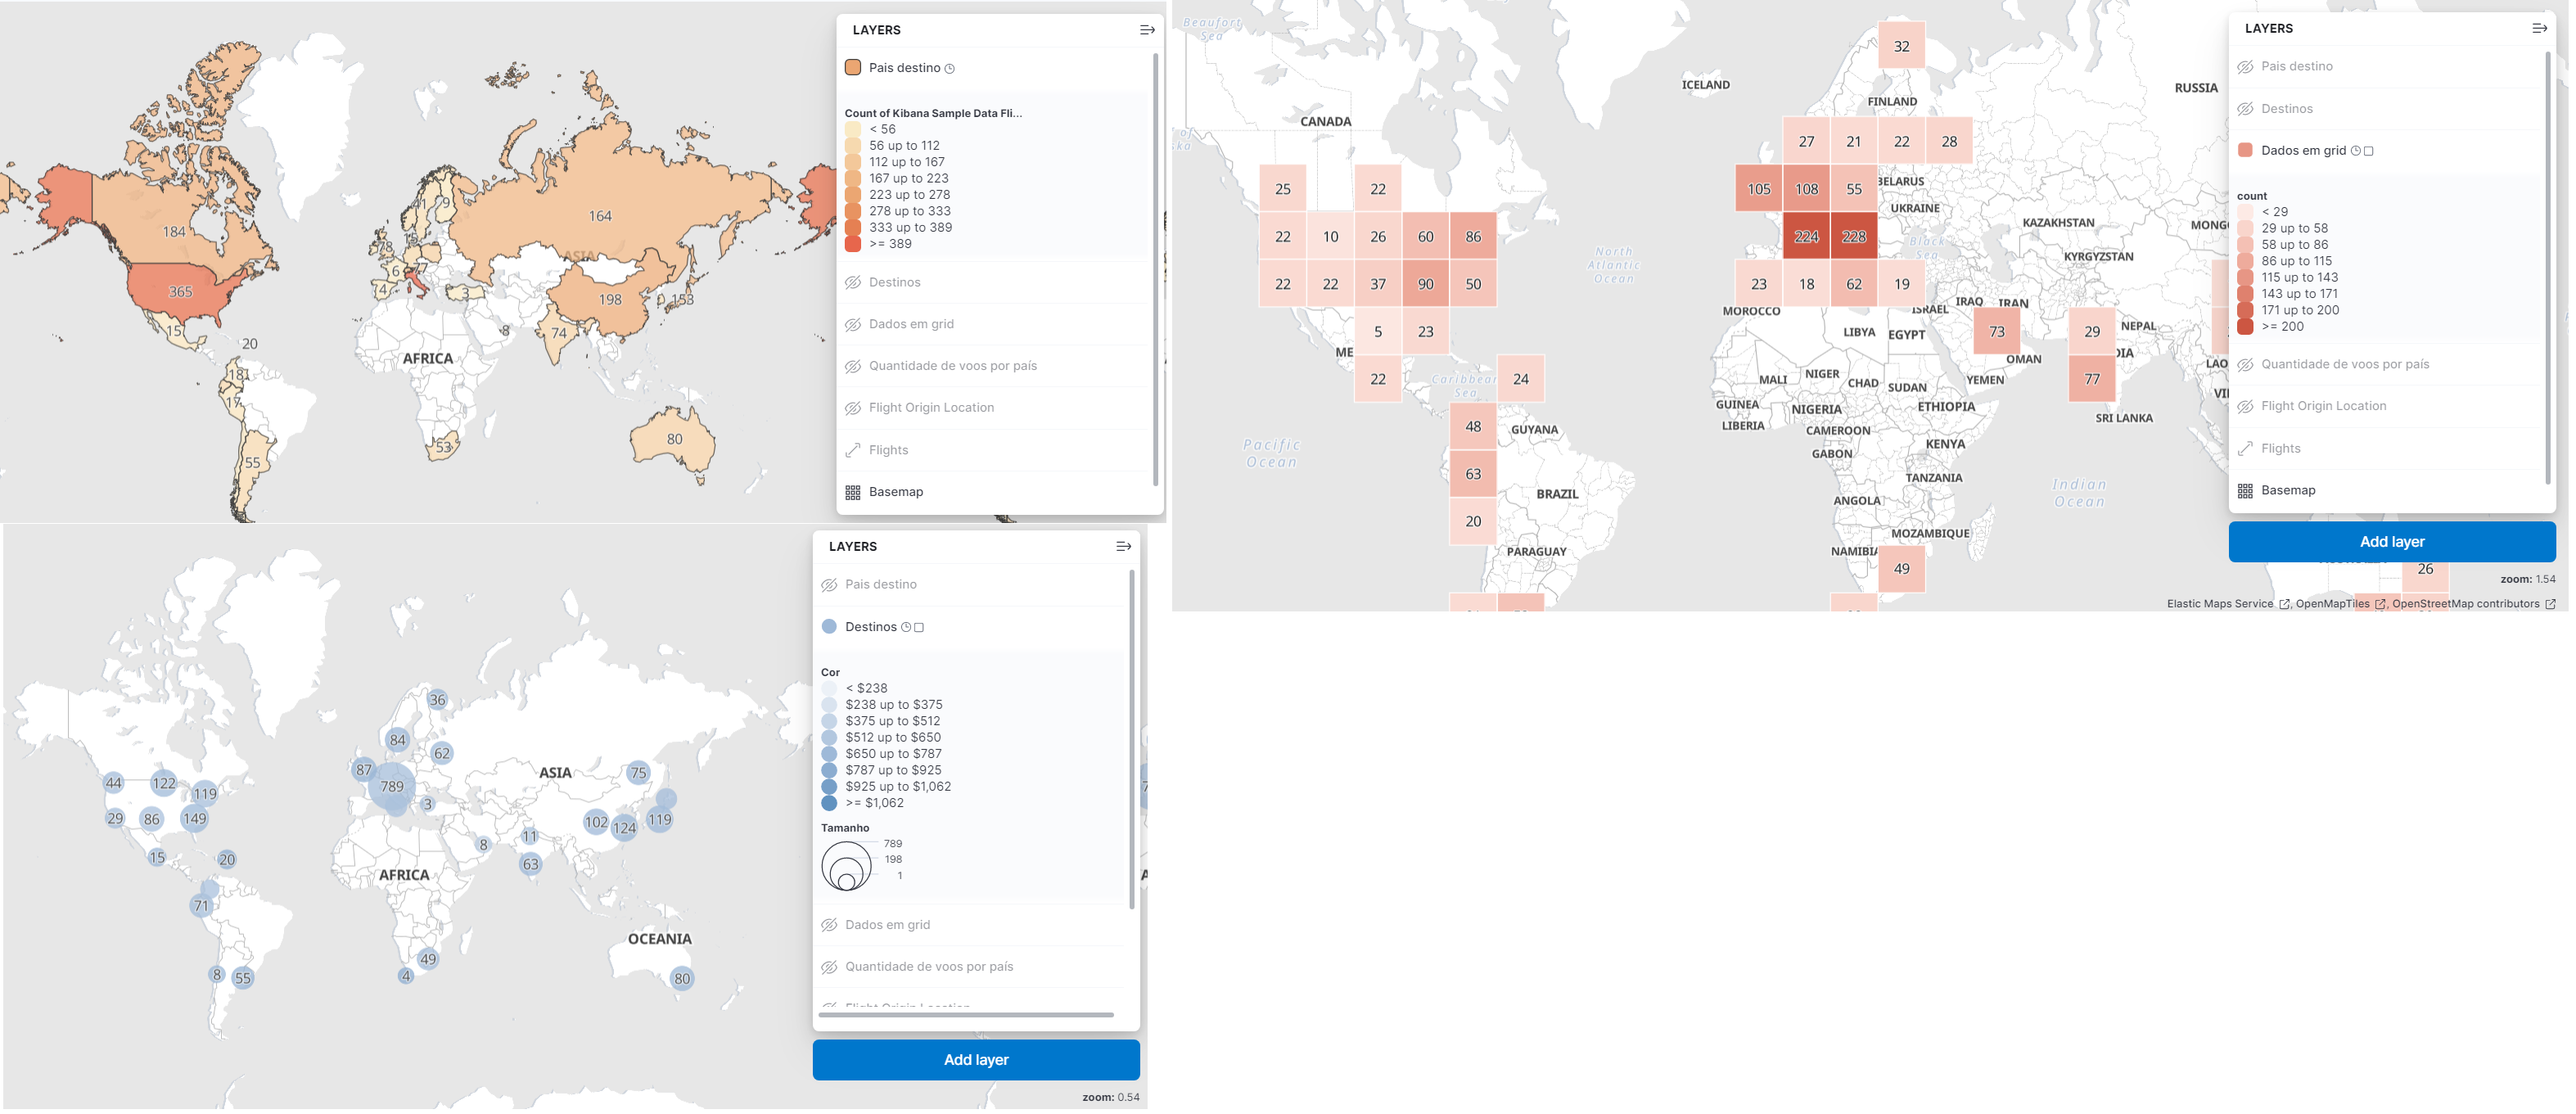 LAYERS
Pais destino
Count of Kibana Sample Data Fli...
< 56
56 up to 112
112 up to 167
167 up to 223
223 up to 278
278 up to 333
333 up to 389
>= 389
Destinos
Dados em grid
Quantidade de voos por país
Flight Origin Location
Flights
Basemap
184
365
15
20
18
17
55
9
78
6
4
3
164
ASIA
198
153
74
8
AFRICA
53
80
Beaufort
Sea
ICELAND
CANADA
FINLAND
RUSSIA
BELARUS
UKRAINE
KAZAKHSTAN
MONG
KYRGYZSTAN
North
Atlantic
Ocean
Black
Sea
MOROCCO
ISRAEL
IRAQ
IRAN
LIBYA
EGYPT
NEPAL
DIA
OMAN
LAO
ME
Caribbean
Sea
MALI
NIGER
CHAD
SUDAN
YEMEN
GUINEA
NIGERIA
ETHIOPIA
LIBERIA
CAMEROON
SRI LANKA
GUYANA
KENYA
GABON
TANZANIA
Pacific
Ocean
BRAZIL
ANGOLA
Indian
Ocean
MOZAMBIQUE
NAMIBIA
PARAGUAY
32
27
21
22
28
25
22
105
108
55
22
10
26
60
86
224
228
22
22
37
90
50
23
18
62
19
5
23
73
29
22
24
77
48
63
20
49
26
LAYERS
Pais destino
Destinos
Dados em grid
count
< 29
29 up to 58
58 up to 86
86 up to 115
115 up to 143
143 up to 171
171 up to 200
>= 200
Quantidade de voos por país
Flight Origin Location
Flights
Basemap
Add layer
zoom: 1.54
Elastic Maps Service , OpenMapTiles , OpenStreetMap contributors
LAYERS
Pais destino
Destinos
Cor
< $238
$238 up to $375
$375 up to $512
$512 up to $650
$650 up to $787
$787 up to $925
$925 up to $1,062
>= $1,062
Tamanho
789
198
1
Dados em grid
Quantidade de voos por país
Flight Origin Location
Add layer
zoom: 0.54
36
84
62
87
789
3
44
122
119
29
86
149
15
20
71
8
55
ASIA
75
102
124
119
8
11
63
AFRICA
OCEANIA
49
4
80